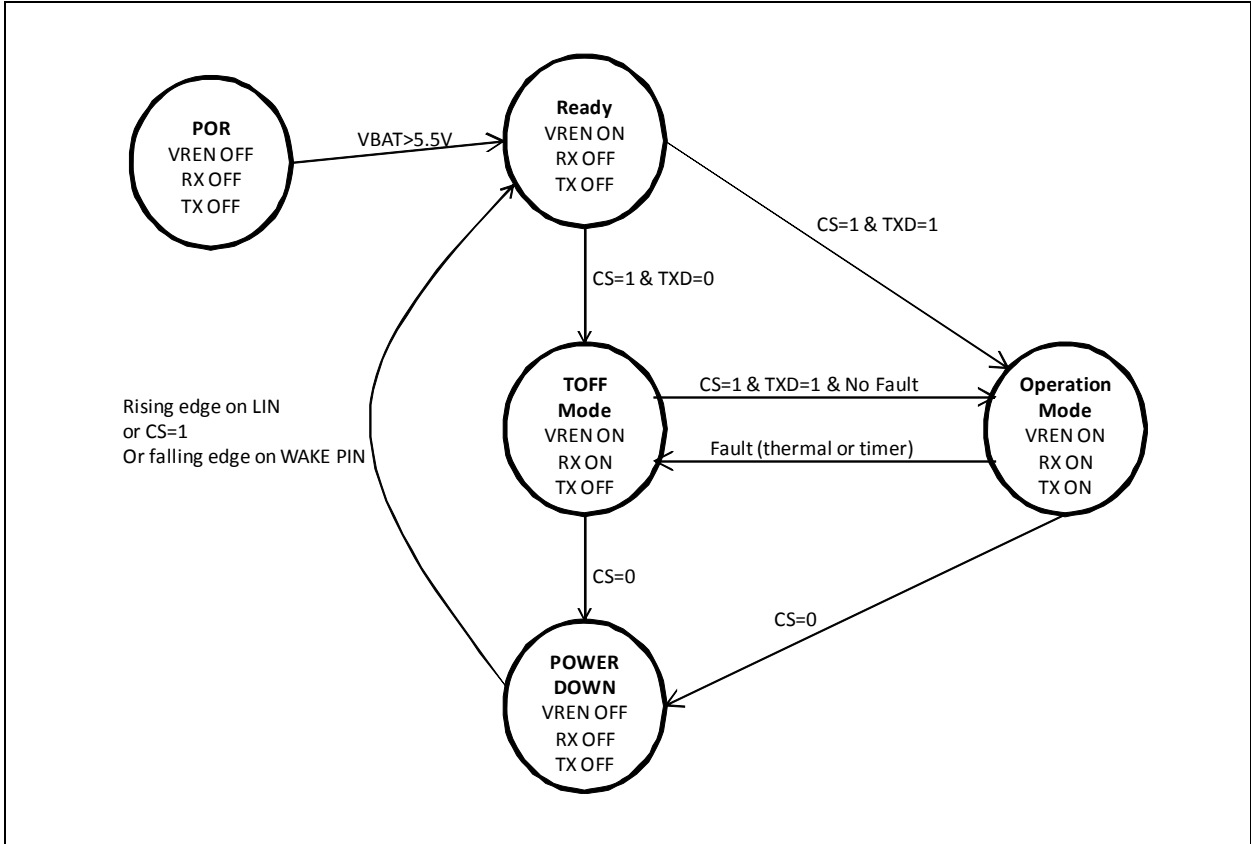 POR
VREN OFF
RX OFF
TX OFF
VBAT>5.5V
Ready
VREN ON
RX OFF
TX OFF
CS=1 & TXD=1
CS=1 & TXD=0
TOFF
Mode
VREN ON
RX ON
TX OFF
CS=1 & TXD=1 & No Fault
Fault (thermal or timer)
Operation
Mode
VREN ON
RX ON
TX ON
Rising edge on LIN
or CS=1
Or falling edge on WAKE PIN
CS=0
CS=0
POWER
DOWN
VREN OFF
RX OFF
TX OFF